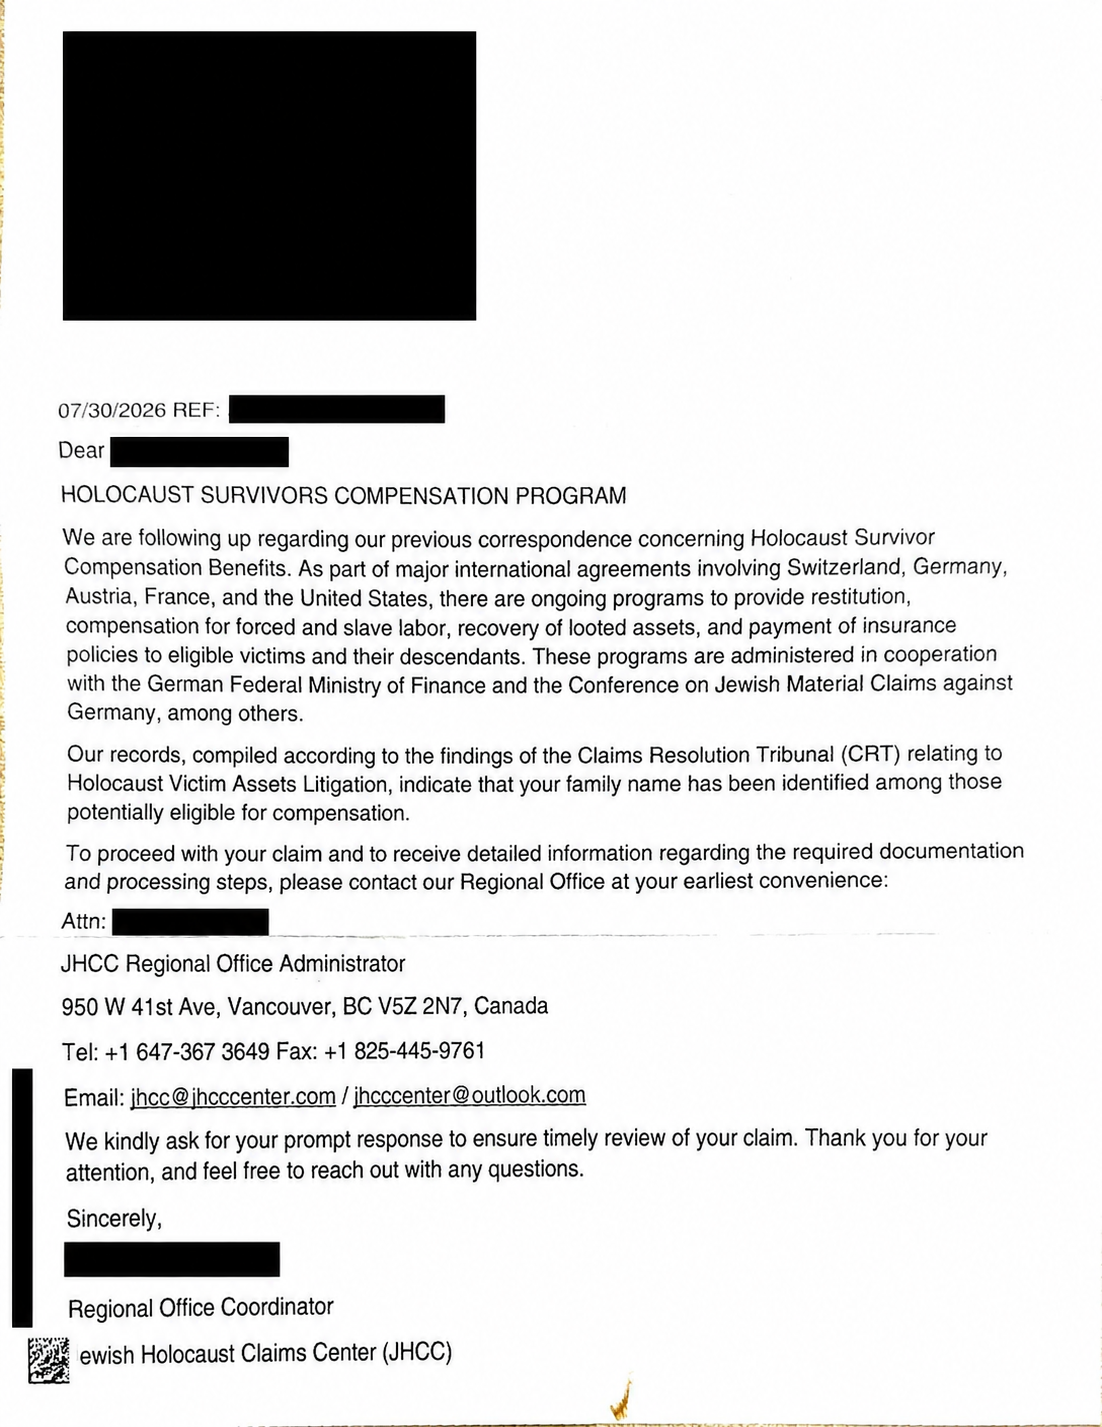 07/30/2026 REF:
Dear
HOLOCAUST SURVIVORS COMPENSATION PROGRAM
We are following up regarding our previous correspondence concerning Holocaust Survivor
Compensation Benefits. As part of major international agreements involving Switzerland, Germany,
Austria, France, and the United States, there are ongoing programs to provide restitution,
compensation for forced and slave labor, recovery of looted assets, and payment of insurance
policies to eligible victims and their descendants. These programs are administered in cooperation
with the German Federal Ministry of Finance and the Conference on Jewish Material Claims against
Germany, among others.
Our records, compiled according to the findings of the Claims Resolution Tribunal (CRT) relating to
Holocaust Victim Assets Litigation, indicate that your family name has been identified among those
potentially eligible for compensation.
To proceed with your claim and to receive detailed information regarding the required documentation
and processing steps, please contact our Regional Office at your earliest convenience:
Attn:
JHCC Regional Office Administrator
950 W 41st Ave, Vancouver, BC V5Z 2N7, Canada
Tel: +1 647-367 3649 Fax: +1 825-445-9761
Email: jhcc@jhcccenter.com / jhcccenter@outlook.com
We kindly ask for your prompt response to ensure timely review of your claim. Thank you for your
attention, and feel free to reach out with any questions.
Sincerely,
Regional Office Coordinator
ewish Holocaust Claims Center (JHCC)